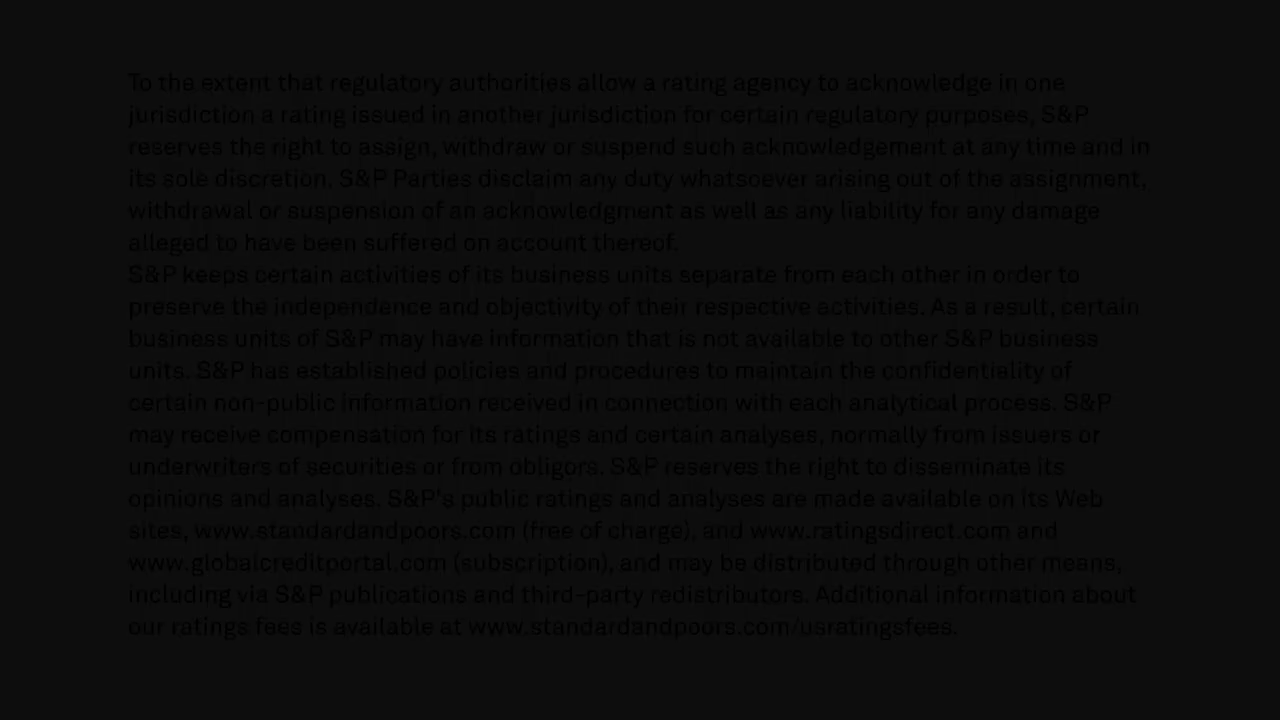 To the extent that regulatory authorities allow a rating agency to acknowledge in one
jurisdiction a rating issued in another jurisdiction for certain regulatory purposes, S&P
reserves the right to assign, withdraw or suspend such acknowledgement at any time and in
its sole discretion. S&P Parties disclaim any duty whatsoever arising out of the assignment,
withdrawal or suspension of an acknowledgment as well as any liability for any damage
alleged to have been suffered on account thereof.
S&P keeps certain activities of its business units separate from each other in order to
preserve the independence and objectivity of their respective activities. As a result, certain
business units of S&P may have information that is not available to other S&P business
units. S&P has established policies and procedures to maintain the confidentiality of
certain non-public information received in connection with each analytical process. S&P
may receive compensation for its ratings and certain analyses, normally from issuers or
underwriters of securities or from obligors. S&P reserves the right to disseminate its
opinions and analyses. S&P's public ratings and analyses are made available on its Web
sites, www.standardandpoors.com (free of charge), and www.ratingsdirect.com and
www.globalcreditportal.com (subscription), and may be distributed through other means,
including via S&P publications and third-party redistributors. Additional information about
our ratings fees is available at www.standardandpoors.com/usratingsfees.